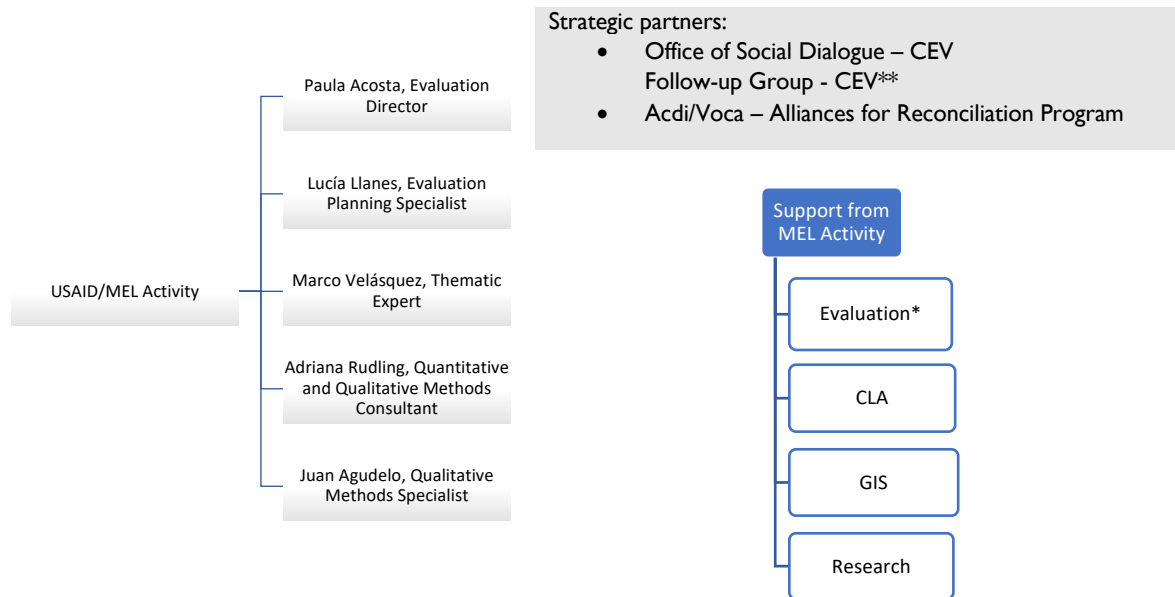 Strategic partners:
• Office of Social Dialogue – CEV
Follow-up Group - CEV**
• Acdi/Voca – Alliances for Reconciliation Program
USAID/MEL Activity
Paula Acosta, Evaluation
Director
Lucía Llanes, Evaluation
Planning Specialist
Marco Velásquez, Thematic
Expert
Adriana Rudling, Quantitative
and Qualitative Methods
Consultant
Juan Agudelo, Qualitative
Methods Specialist
Support from
MEL Activity
Evaluation*
CLA
GIS
Research